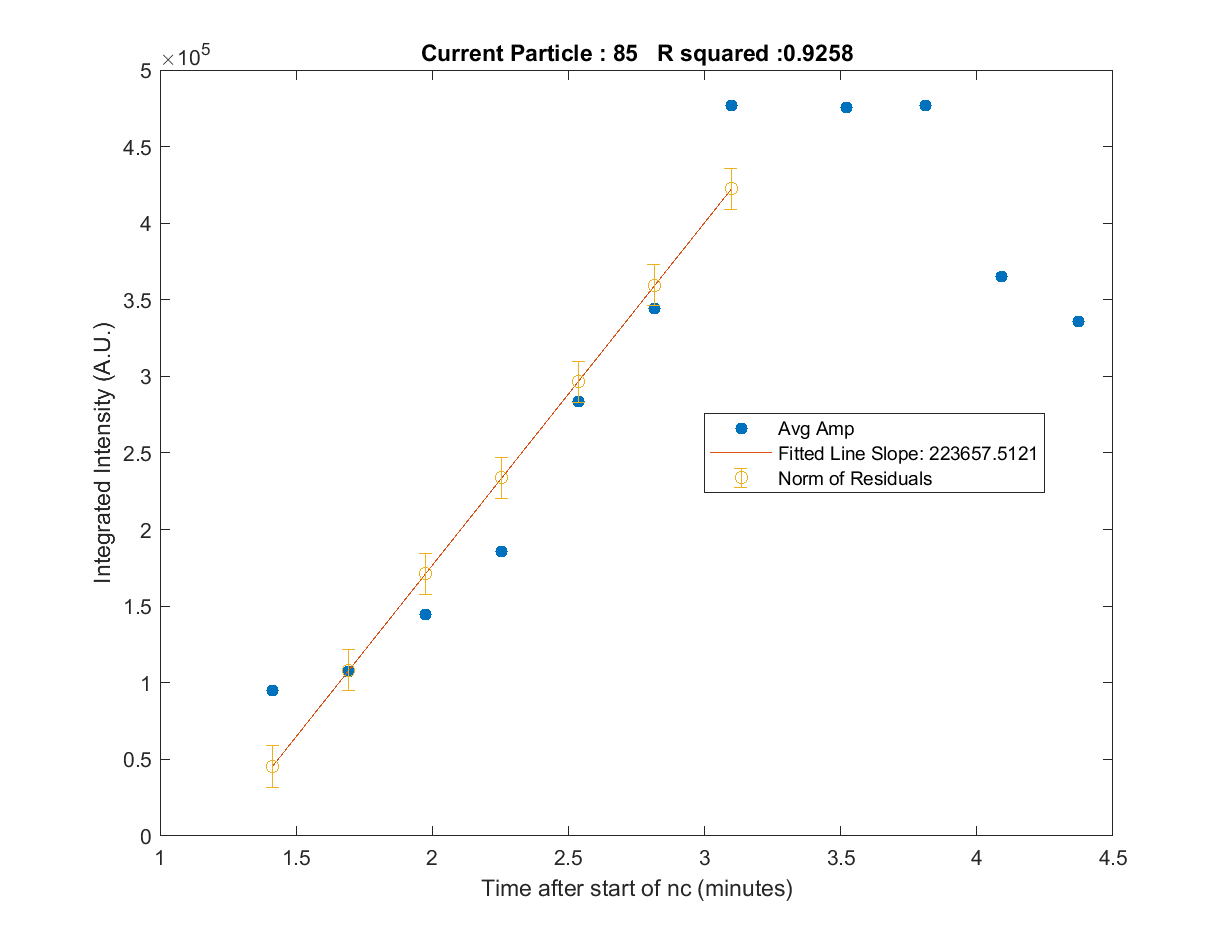 Current Particle : 85 R squared :0.9258
×10^5
5
4.5
4
3.5
3
2.5
2
1.5
1
0.5
0
Integrated Intensity (A.U.)
Avg Amp
Fitted Line Slope: 223657.5121
Norm of Residuals
1 1.5 2 2.5 3 3.5 4 4.5
Time after start of nc (minutes)